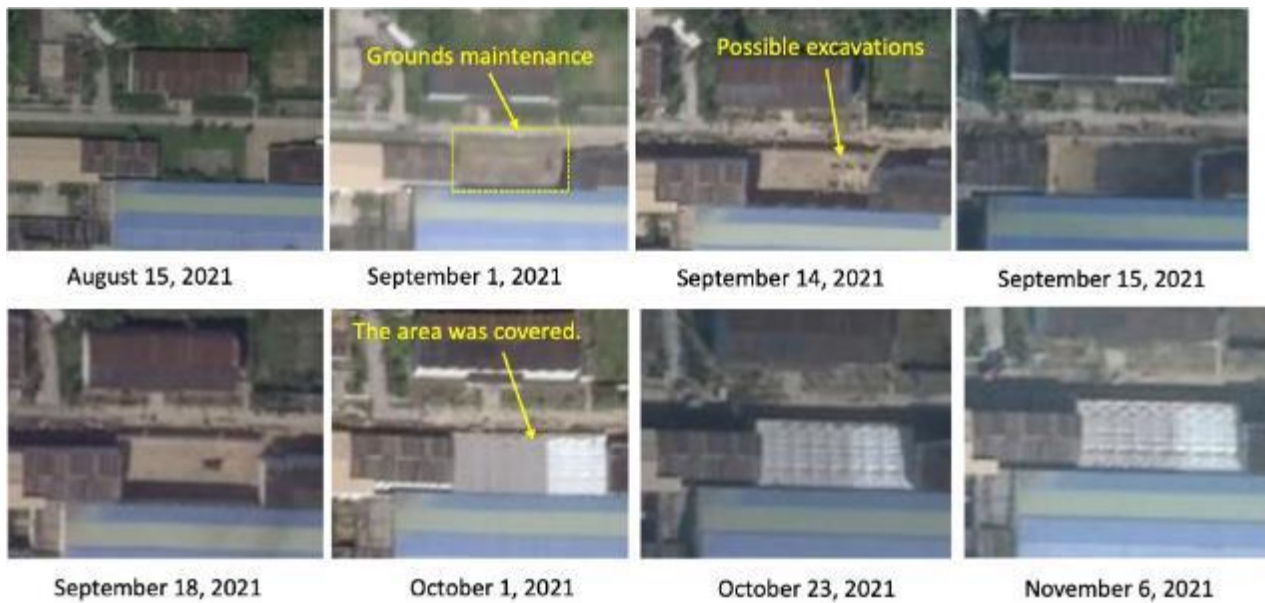 Grounds maintenance
Possible excavations
August 15, 2021
September 1, 2021
September 14, 2021
September 15, 2021
The area was covered.
September 18, 2021
October 1, 2021
October 23, 2021
November 6, 2021